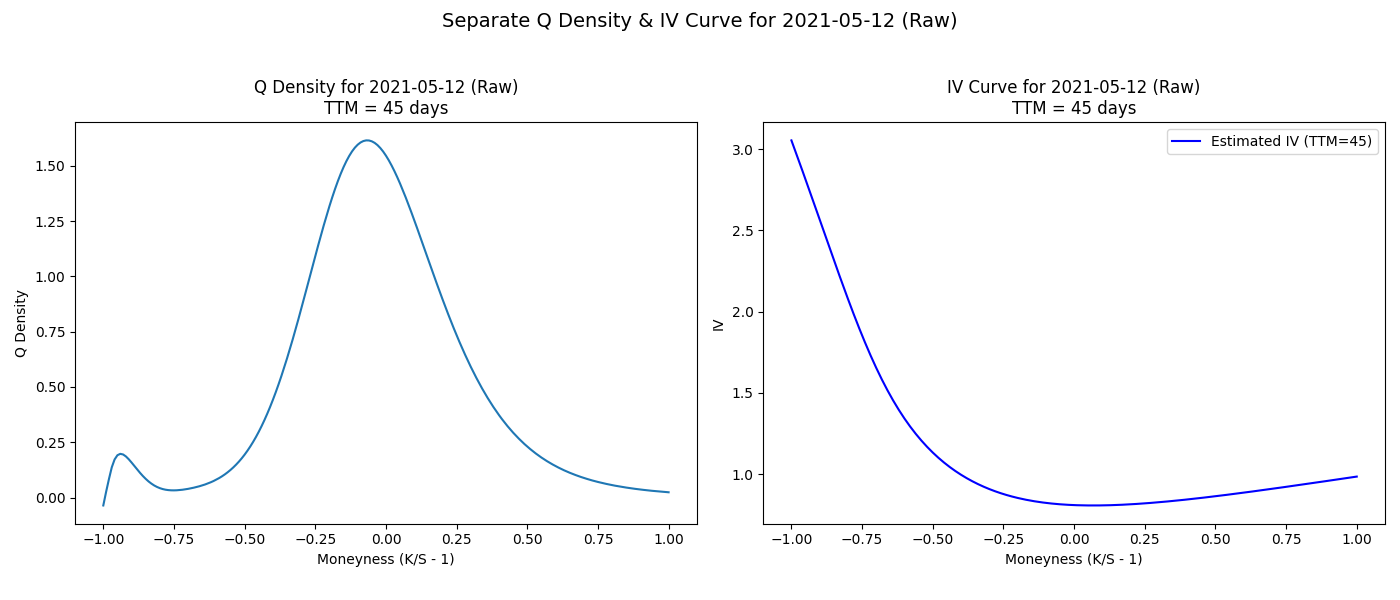 Separate Q Density & IV Curve for 2021-05-12 (Raw)
Q Density for 2021-05-12 (Raw)
TTM = 45 days
Q Density
1.50
1.25
1.00
0.75
0.50
0.25
0.00
−1.00 −0.75 −0.50 −0.25 0.00 0.25 0.50 0.75 1.00
Moneyness (K/S - 1)
IV Curve for 2021-05-12 (Raw)
TTM = 45 days
Estimated IV (TTM=45)
IV
3.0
2.5
2.0
1.5
1.0
−1.00 −0.75 −0.50 −0.25 0.00 0.25 0.50 0.75 1.00
Moneyness (K/S - 1)